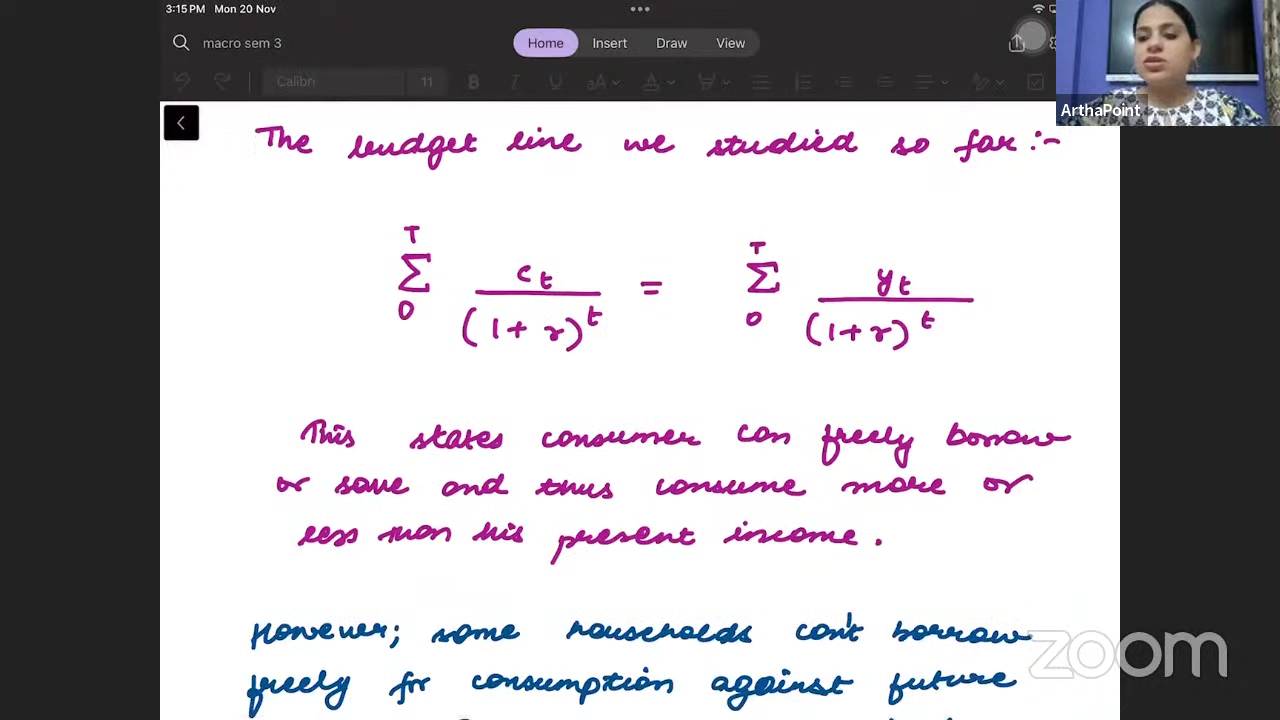 3:15 PM Mon 20 Nov
macro sem 3
Home Insert Draw View
Calibri 11 B I U aA A
ArthaPoint
The budget line we studied so far :-
T T
Σ c_t / (1 + r)^t = Σ y_t / (1 + r)^t
0 0
This states consumer can freely borrow
or save and thus consume more or
less than his present income.
However; some households can't borrow
freely for consumption against future
zoom